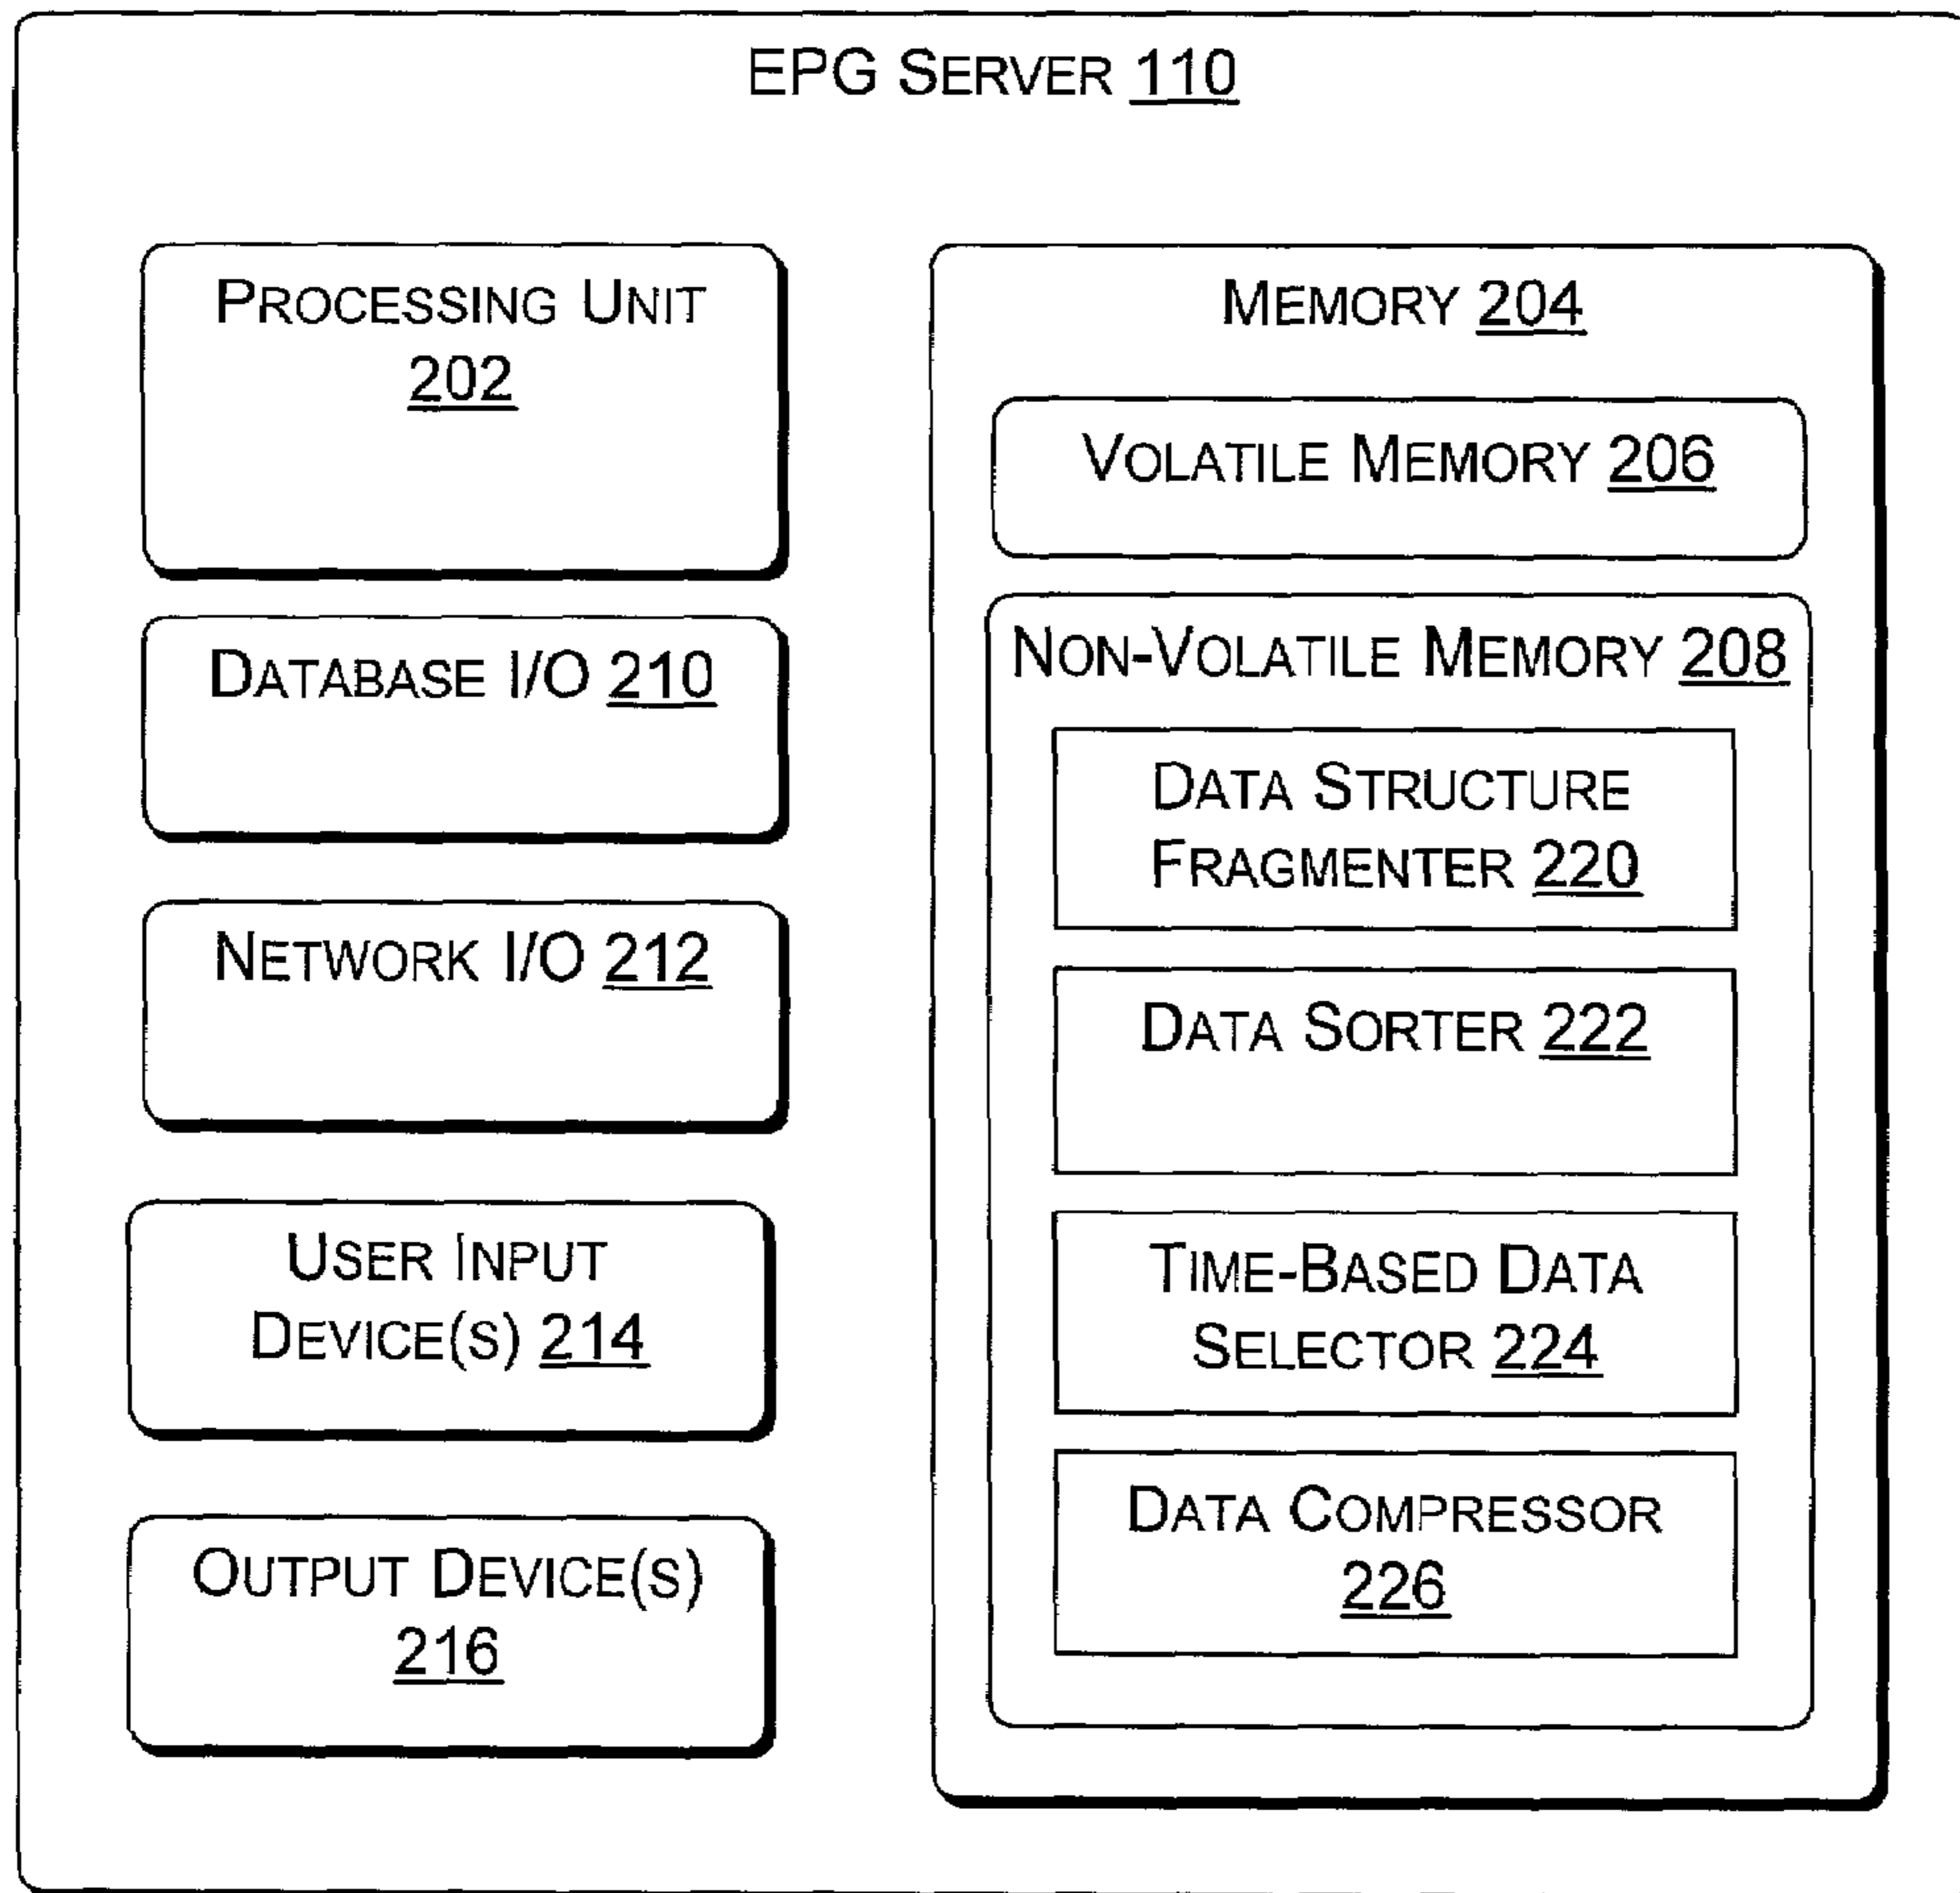 EPG SERVER 110
PROCESSING UNIT
202
DATABASE I/O 210
NETWORK I/O 212
USER INPUT
DEVICE(S) 214
OUTPUT DEVICE(S)
216
MEMORY 204
VOLATILE MEMORY 206
NON-VOLATILE MEMORY 208
DATA STRUCTURE
FRAGMENTER 220
DATA SORTER 222
TIME-BASED DATA
SELECTOR 224
DATA COMPRESSOR
226